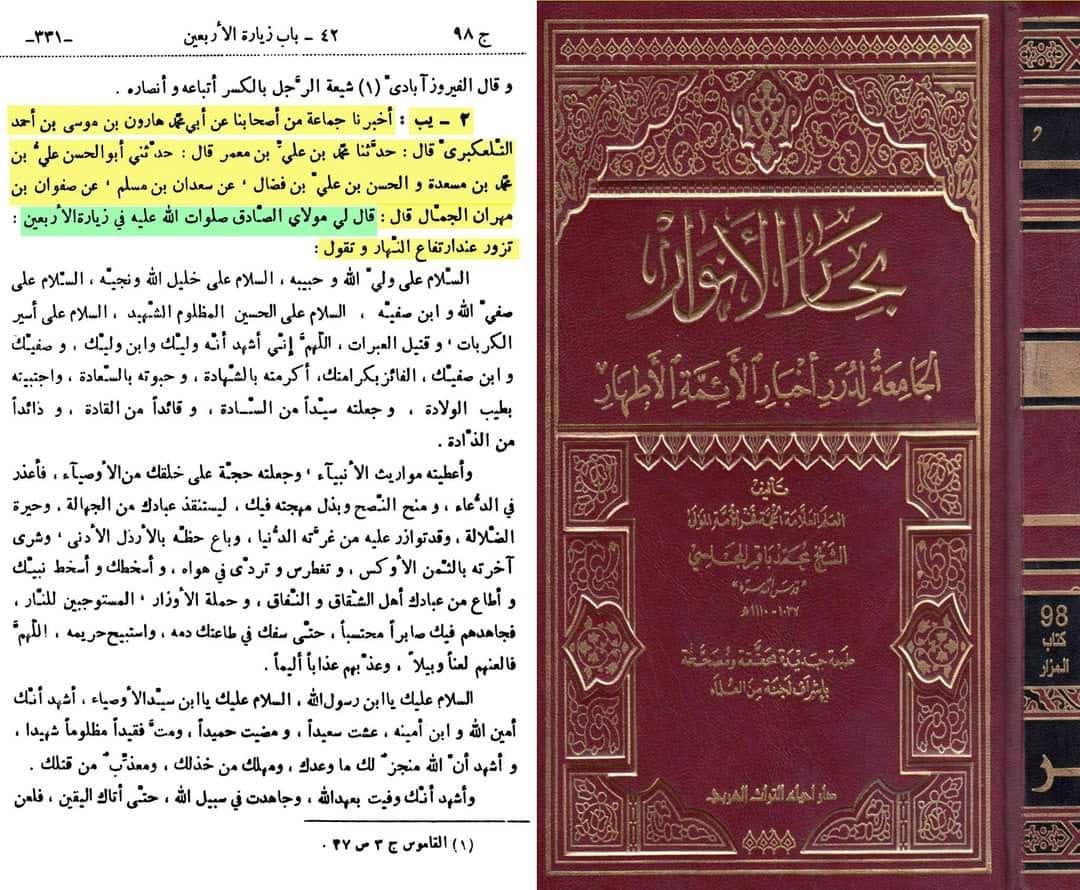 ج ٩٨ ٤٢ - باب زيارة الأربعين -٣٣١-
و قال الفيروزآبادي (١) شيعة الرَّجل بالكسر أتباعه و أنصاره .
٢ - يب : أخبرنا جماعة من أصحابنا عن أبي محمّد هارون بن موسى بن أحمد
التّلعكبريّ قال : حدَّثنا محمّد بن عليّ بن معمر قال : حدّثني أبوالحسن عليُّ بن
محمّد بن مسعدة و الحسن بن عليّ بن فضال ، عن سعدان بن مسلم ، عن صفوان بن
مهران الجمّال قال : قال لي مولاي الصّادق صلوات الله عليه في زيارة الأربعين :
تزور عند ارتفاع النّهار و تقول :
السّلام على وليّ الله و حبيبه ، السلام على خليل الله ونجيّه ، السّلام على
صفيّ الله و ابن صفيّه ، السلام على الحسين المظلوم الشّهيد ، السلام على أسير
الكربات ، و قتيل العبرات ، اللّهمَّ إنّي أشهد أنّه وليّك وابن وليّك ، و صفيّك
و ابن صفيّك ، الفائز بكرامتك، أكرمته بالشّهادة ، و حبوته بالسّعادة ، واجتبيته
بطيب الولادة ، و جعلته سيّداً من السّادة ، و قائداً من القادة ، و ذائداً
من الذّادة .
وأعطيته مواريث الأنبيآء ، وجعلته حجّة على خلقك من الأوصيآء ، فأعذر
في الدُّعاء ، و منح النّصح وبذل مهجته فيك ، ليستنقذ عبادك من الجهالة ، وحيرة
الضّلالة ، وقدتوازر عليه من غرَّته الدُّنيا ، وباع حظّه بالأرذل الأدنى ، وشرى
آخرته بالثّمن الأوكس ، و تغطرس و تردّى في هواه ، و أسخطك و أسخط نبيّك
و أطاع من عبادك أهل الشّقاق و النّفاق ، و حملة الأوزار ، المستوجبين للنّار ،
فجاهدهم فيك صابراً محتسباً ، حتّى سفك في طاعتك دمه ، واستبيح حريمه ، اللّهمَّ
فالعنهم لعناً وبيلاً ، وعذّبهم عذاباً أليماً .
السلام عليك ياابن رسول الله ، السلام عليك ياابن سيّد الأوصياء ، أشهد أنّك
أمين الله و ابن أمينه ، عشت سعيداً ، و مضيت حميداً ، ومتَّ فقيداً مظلوماً شهيدا ،
و أشهد أنَّ الله منجز لك ما وعدك ، ومهلك من خذلك ، ومعذّب من قتلك .
وأشهد أنّك وفيت بعهدالله ، وجاهدت في سبيل الله ، حتّى أتاك اليقين ، فلعن
(١) القاموس ج ٣ ص ٤٧ .
بحار الأنوار
الجامعة لدرر أخبار الأئمة الأطهار
تأليف
العلم العلامة الحجة فخر الأمة المولى
الشيخ محمد باقر المجلسي
"قدس الله سره"
١٠٣٧ - ١١١٠ هـ
طبعة جديدة محققة ومصححة
بإشراف لجنة من العلماء
دار إحياء التراث العربي
98
كتاب
المزار